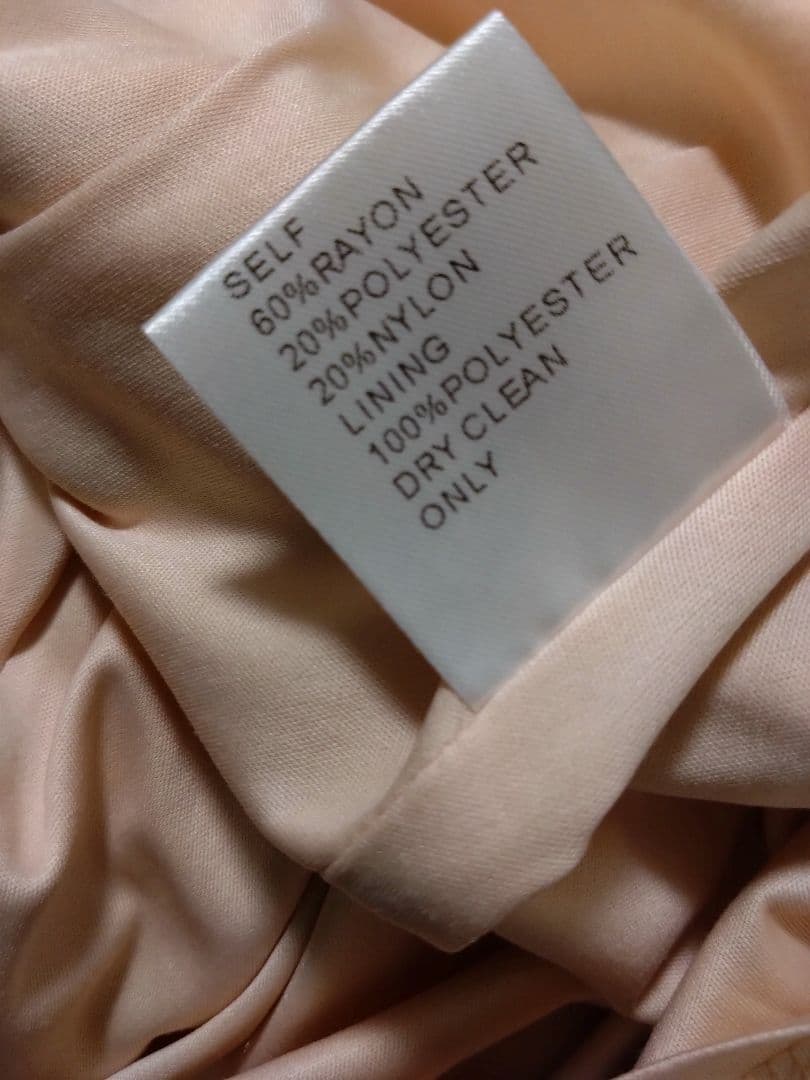 SELF
60%RAYON
20%POLYESTER
20%NYLON
LINING
100%POLYESTER
DRY CLEAN
ONLY